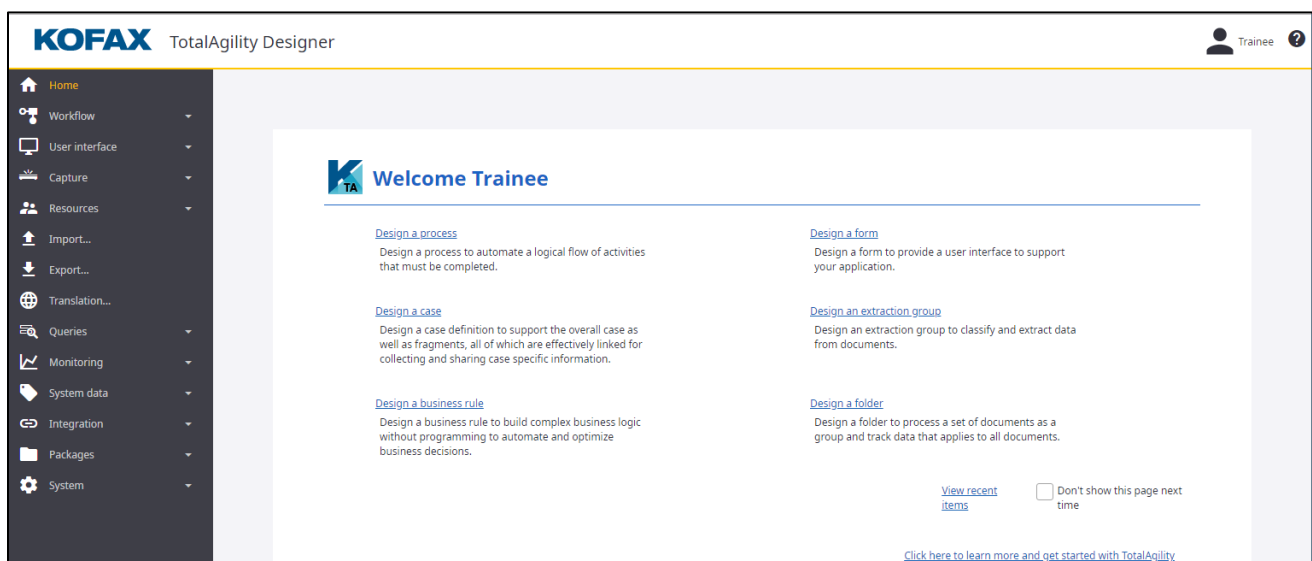 KOFAX TotalAgility Designer
Trainee
Home
Workflow
User interface
Capture
Resources
Import...
Export...
Translation...
Queries
Monitoring
System data
Integration
Packages
System
TA
Welcome Trainee
Design a process
Design a process to automate a logical flow of activities
that must be completed.
Design a form
Design a form to provide a user interface to support
your application.
Design a case
Design a case definition to support the overall case as
well as fragments, all of which are effectively linked for
collecting and sharing case specific information.
Design an extraction group
Design an extraction group to classify and extract data
from documents.
Design a business rule
Design a business rule to build complex business logic
without programming to automate and optimize
business decisions.
Design a folder
Design a folder to process a set of documents as a
group and track data that applies to all documents.
View recent
items
Don't show this page next
time
Click here to learn more and get started with TotalAgility